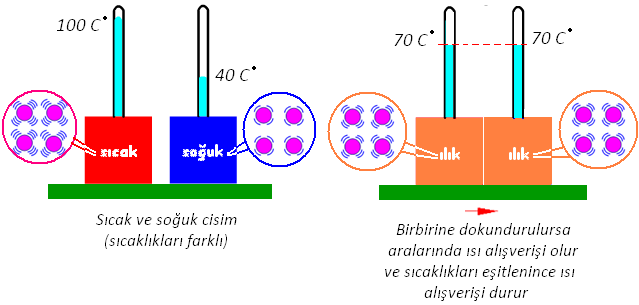 100 C°
40 C°
sıcak
soğuk
Sıcak ve soğuk cisim
(sıcaklıkları farklı)
70 C°
70 C°
ılık
ılık
Birbirine dokundurulursa
aralarında ısı alışverişi olur
ve sıcaklıkları eşitlenince ısı
alışverişi durur